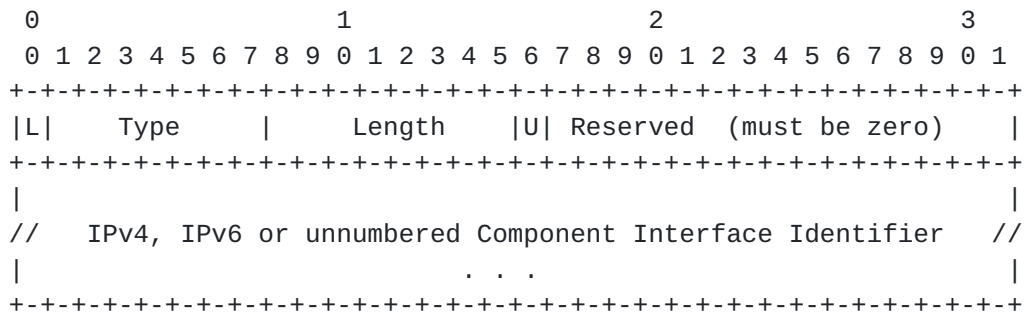 0                   1                   2                   3
 0 1 2 3 4 5 6 7 8 9 0 1 2 3 4 5 6 7 8 9 0 1 2 3 4 5 6 7 8 9 0 1
+-+-+-+-+-+-+-+-+-+-+-+-+-+-+-+-+-+-+-+-+-+-+-+-+-+-+-+-+-+-+-+-+
|L|    Type     |     Length    |U| Reserved  (must be zero)    |
+-+-+-+-+-+-+-+-+-+-+-+-+-+-+-+-+-+-+-+-+-+-+-+-+-+-+-+-+-+-+-+-+
|                                                               |
//   IPv4, IPv6 or unnumbered Component Interface Identifier   //
|                            . . .                              |
+-+-+-+-+-+-+-+-+-+-+-+-+-+-+-+-+-+-+-+-+-+-+-+-+-+-+-+-+-+-+-+-+